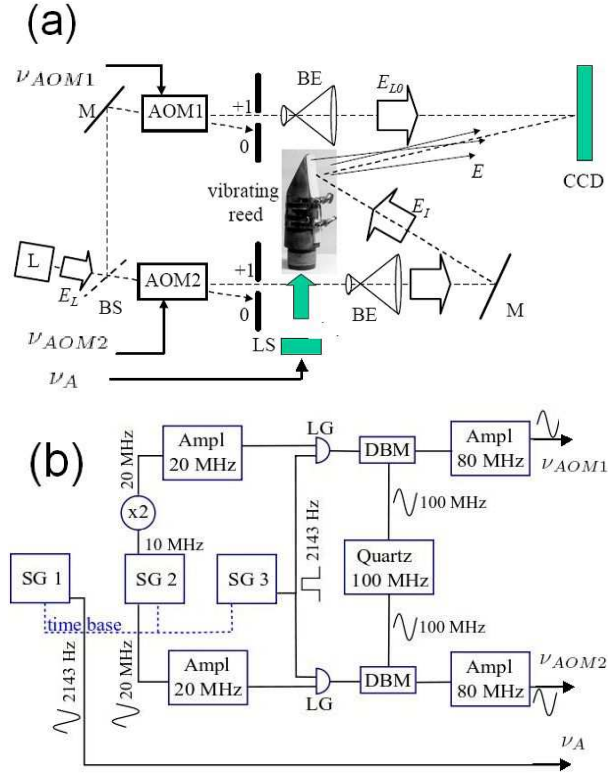 (a)
ν_AOM1
M
AOM1
+1
0
BE
E_L0
E
CCD
vibrating
reed
E_I
L
E_L
BS
AOM2
+1
0
BE
M
ν_AOM2
LS
ν_A
(b)
LG
Ampl
20 MHz
DBM
Ampl
80 MHz
ν_AOM1
20 MHz
x2
100 MHz
10 MHz
2143 Hz
SG 1
SG 2
SG 3
Quartz
100 MHz
time base
100 MHz
2143 Hz
20 MHz
Ampl
20 MHz
LG
DBM
Ampl
80 MHz
ν_AOM2
ν_A